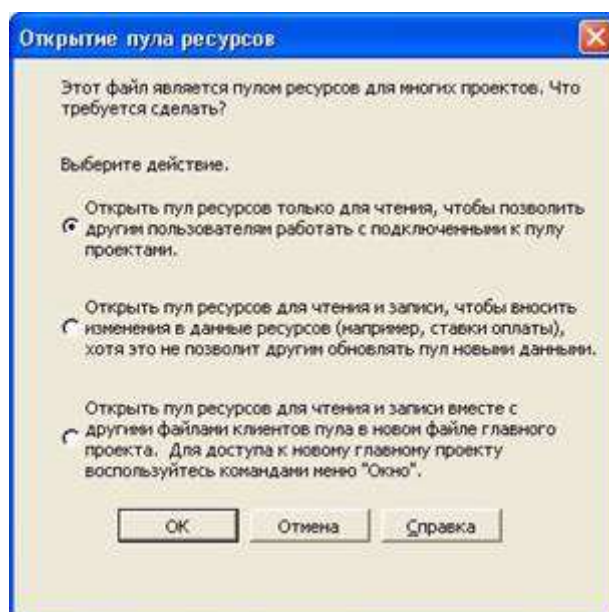 Открытие пула ресурсов
Этот файл является пулом ресурсов для многих проектов. Что
требуется сделать?
Выберите действие.
Открыть пул ресурсов только для чтения, чтобы позволить
другим пользователям работать с подключенными к пулу
проектами.
Открыть пул ресурсов для чтения и записи, чтобы вносить
изменения в данные ресурсов (например, ставки оплаты),
хотя это не позволит другим обновлять пул новыми данными.
Открыть пул ресурсов для чтения и записи вместе с
другими файлами клиентов пула в новом файле главного
проекта. Для доступа к новому главному проекту
воспользуйтесь командами меню "Окно".
ОК
Отмена
Справка